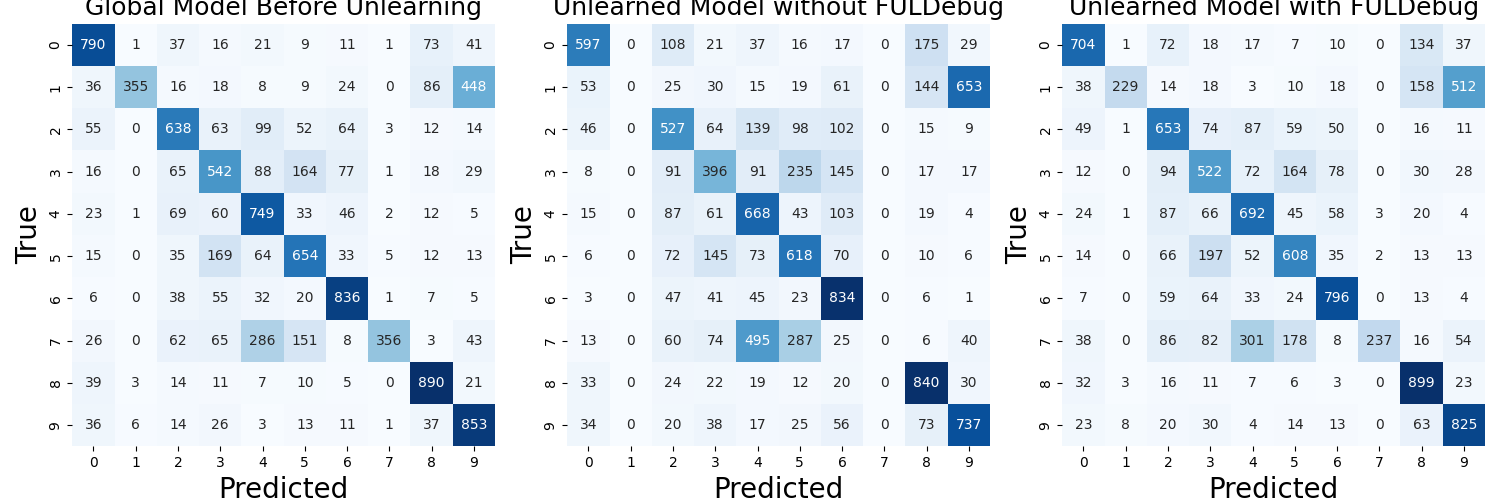 Global Model Before Unlearning
True
0 790 1 37 16 21 9 11 1 73 41
1 36 355 16 18 8 9 24 0 86 448
2 55 0 638 63 99 52 64 3 12 14
3 16 0 65 542 88 164 77 1 18 29
4 23 1 69 60 749 33 46 2 12 5
5 15 0 35 169 64 654 33 5 12 13
6 6 0 38 55 32 20 836 1 7 5
7 26 0 62 65 286 151 8 356 3 43
8 39 3 14 11 7 10 5 0 890 21
9 36 6 14 26 3 13 11 1 37 853
0 1 2 3 4 5 6 7 8 9
Predicted
Unlearned Model without FULDebug
True
0 597 0 108 21 37 16 17 0 175 29
1 53 0 25 30 15 19 61 0 144 653
2 46 0 527 64 139 98 102 0 15 9
3 8 0 91 396 91 235 145 0 17 17
4 15 0 87 61 668 43 103 0 19 4
5 6 0 72 145 73 618 70 0 10 6
6 3 0 47 41 45 23 834 0 6 1
7 13 0 60 74 495 287 25 0 6 40
8 33 0 24 22 19 12 20 0 840 30
9 34 0 20 38 17 25 56 0 73 737
0 1 2 3 4 5 6 7 8 9
Predicted
Unlearned Model with FULDebug
True
0 704 1 72 18 17 7 10 0 134 37
1 38 229 14 18 3 10 18 0 158 512
2 49 1 653 74 87 59 50 0 16 11
3 12 0 94 522 72 164 78 0 30 28
4 24 1 87 66 692 45 58 3 20 4
5 14 0 66 197 52 608 35 2 13 13
6 7 0 59 64 33 24 796 0 13 4
7 38 0 86 82 301 178 8 237 16 54
8 32 3 16 11 7 6 3 0 899 23
9 23 8 20 30 4 14 13 0 63 825
0 1 2 3 4 5 6 7 8 9
Predicted